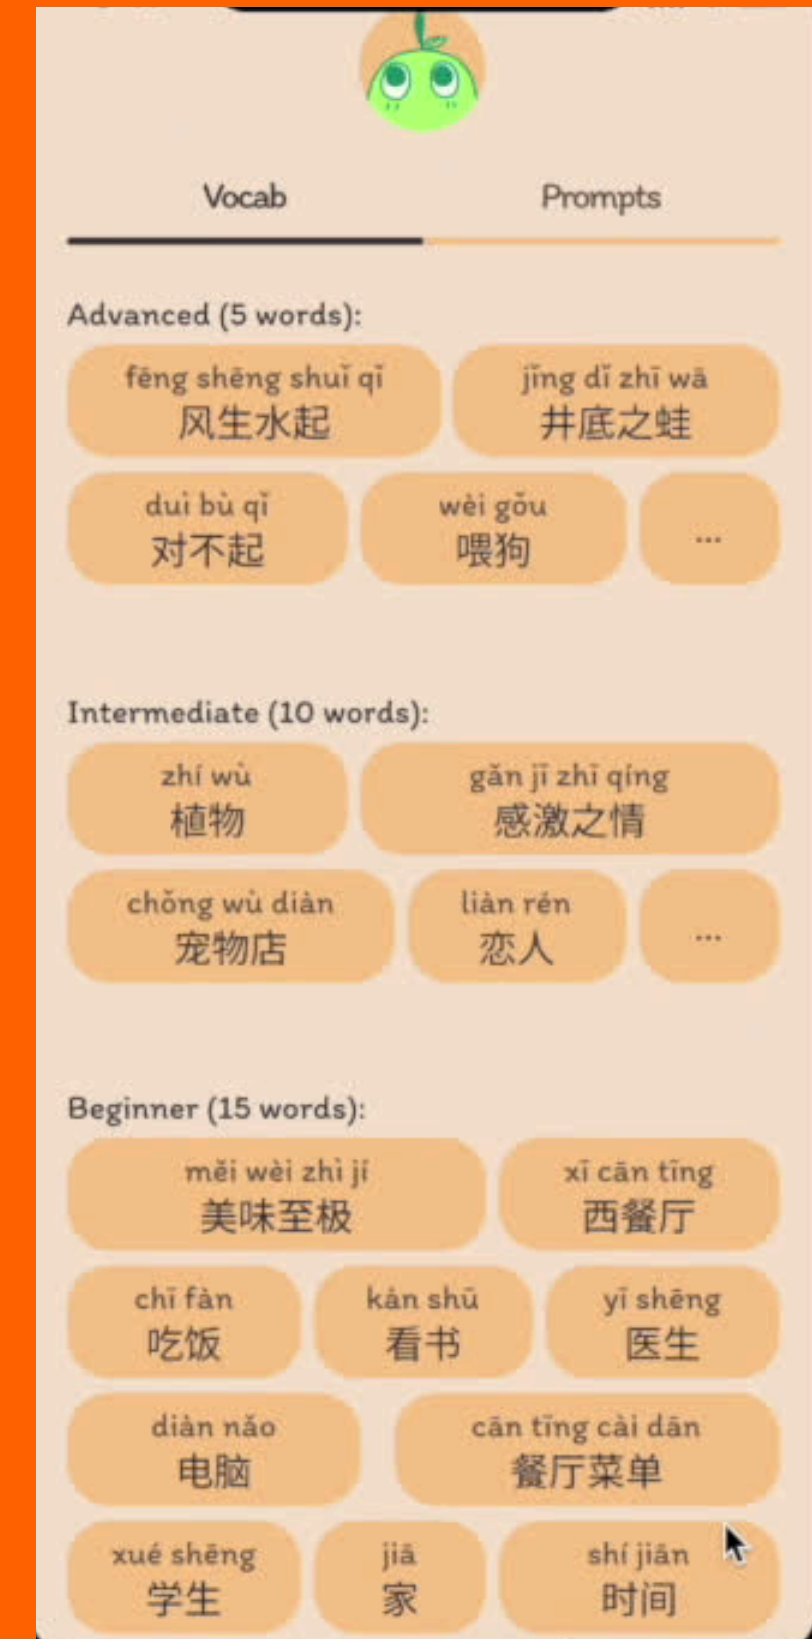 Vocab Prompts
Advanced (5 words):
fēng shēng shuǐ qǐ jǐng dǐ zhī wā
风生水起 井底之蛙
duì bù qǐ wèi gǒu
对不起 喂狗 ...
Intermediate (10 words):
zhí wù gǎn jī zhī qíng
植物 感激之情
chǒng wù diàn liàn rén
宠物店 恋人 ...
Beginner (15 words):
měi wèi zhì jí xī cān tīng
美味至极 西餐厅
chī fàn kàn shū yī shēng
吃饭 看书 医生
diàn nǎo cān tīng cài dān
电脑 餐厅菜单
xué shēng jiā shí jiān
学生 家 时间